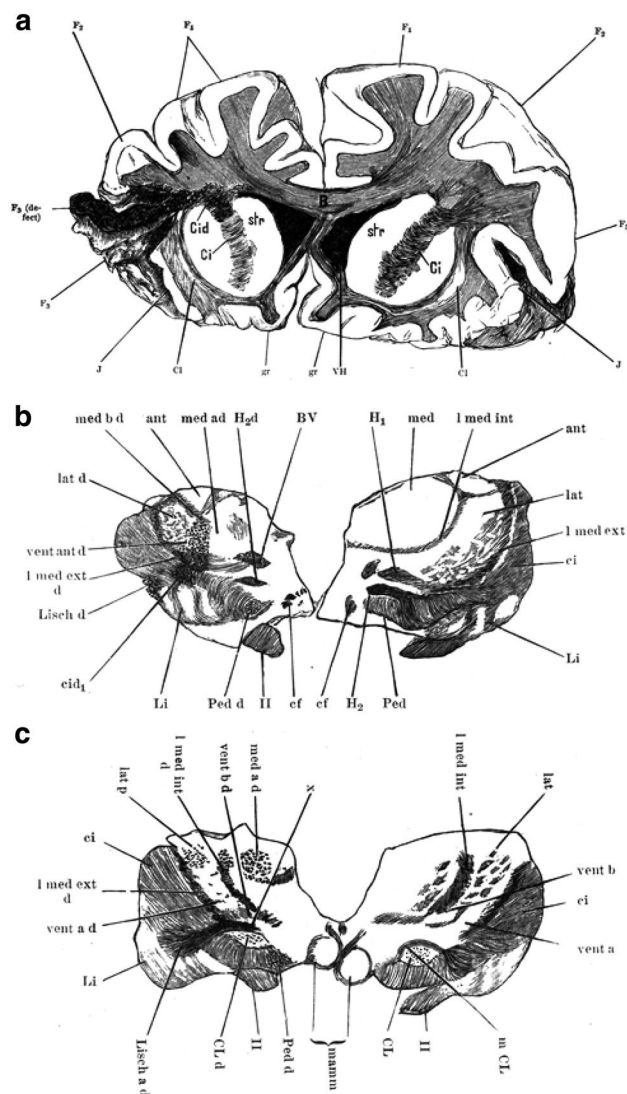 a
F₂ F₁ F₁ F₂
F₃ (defect)
B
Cid str str
Ci Ci
F₃
J Cl gr gr VH Cl J
b
med b d ant med ad H₂d BV H₁ med l med int
ant
lat d lat
vent ant d l med ext
l med ext
d ci
Lisch d
cid₁ Li Ped d II cf cf H₂ Ped Li
c
lat p
l med int
d
vent b d
med a d
x
l med int
lat
ci
vent b
l med ext
d ci
vent a d vent a
Li
Lisch a d
CL d
II
Ped d
mamm
CL
II
m CL